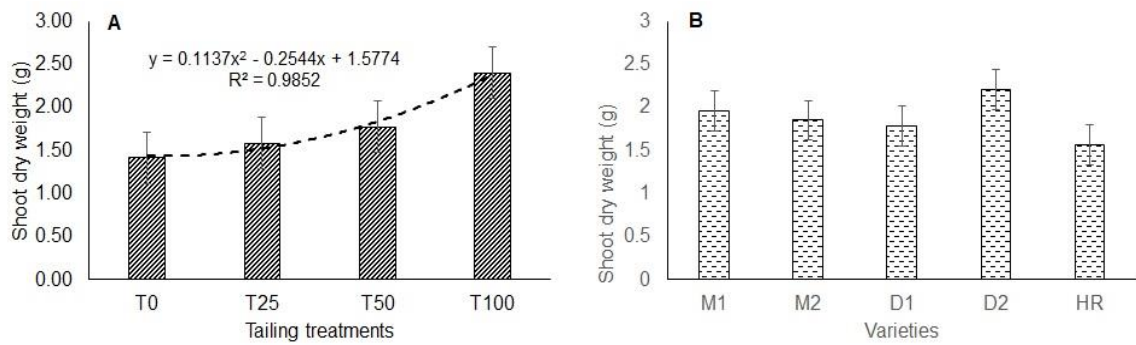 A
y = 0.1137x² - 0.2544x + 1.5774
R² = 0.9852
Shoot dry weight (g)
3.00
2.50
2.00
1.50
1.00
0.50
0.00
T0 T25 T50 T100
Tailing treatments
B
Shoot dry weight (g)
3
2.5
2
1.5
1
0.5
0
M1 M2 D1 D2 HR
Varieties